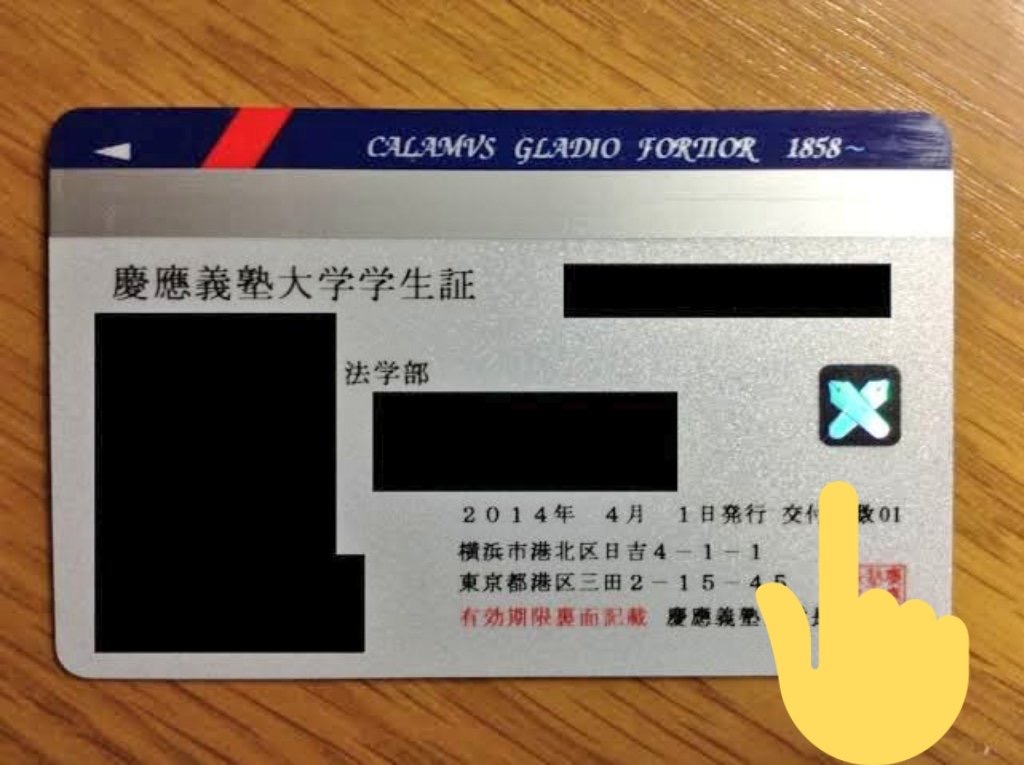 CALAMVS GLADIO FORTIOR 1858~
慶應義塾大学学生証
法学部
2014年 4月 1日発行 交付 数01
横浜市港北区日吉4-1-1
東京都港区三田2-15-45
有効期限裏面記載 慶應義塾